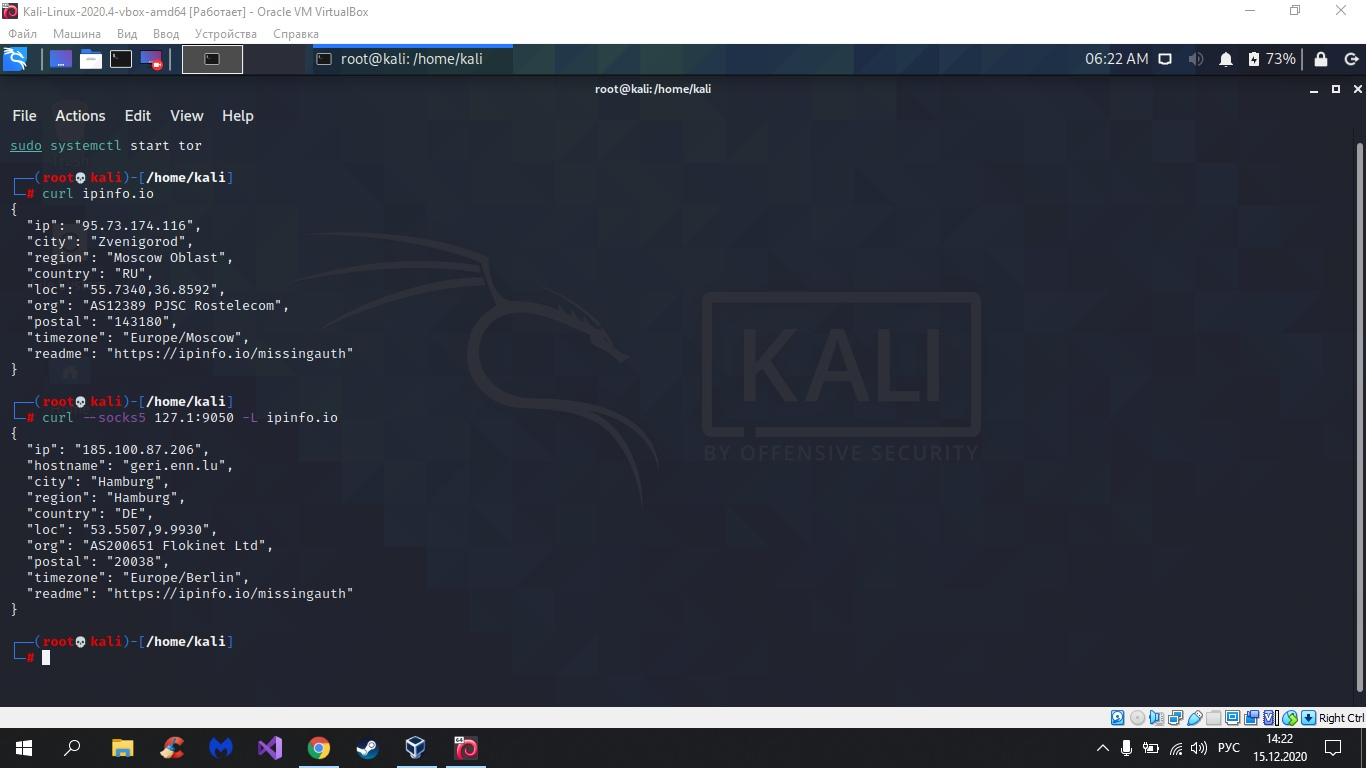 Kali-Linux-2020.4-vbox-amd64 [Работает] - Oracle VM VirtualBox
Файл Машина Вид Ввод Устройства Справка
root@kali: /home/kali 06:22 AM 73%
root@kali: /home/kali
File Actions Edit View Help
sudo systemctl start tor
┌──(root💀kali)-[/home/kali]
└─# curl ipinfo.io
{
"ip": "95.73.174.116",
"city": "Zvenigorod",
"region": "Moscow Oblast",
"country": "RU",
"loc": "55.7340,36.8592",
"org": "AS12389 PJSC Rostelecom",
"postal": "143180",
"timezone": "Europe/Moscow",
"readme": "https://ipinfo.io/missingauth"
}
┌──(root💀kali)-[/home/kali]
└─# curl --socks5 127.1:9050 -L ipinfo.io
{
"ip": "185.100.87.206",
"hostname": "geri.enn.lu",
"city": "Hamburg",
"region": "Hamburg",
"country": "DE",
"loc": "53.5507,9.9930",
"org": "AS200651 Flokinet Ltd",
"postal": "20038",
"timezone": "Europe/Berlin",
"readme": "https://ipinfo.io/missingauth"
}
┌──(root💀kali)-[/home/kali]
└─#
KALI
BY OFFENSIVE SECURITY
Right Ctrl
РУС
14:22
15.12.2020